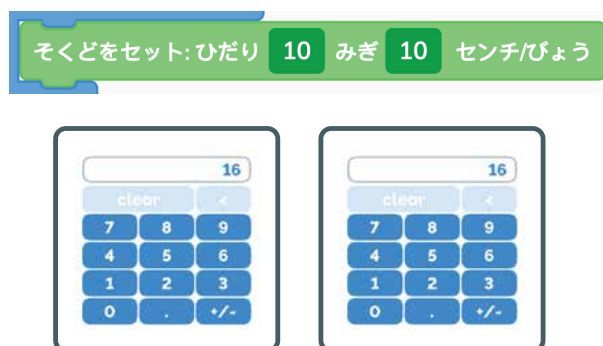 そくどをセット: ひだり 10 みぎ 10 センチ/びょう
16 16
clear < clear <
7 8 9 7 8 9
4 5 6 4 5 6
1 2 3 1 2 3
0 . +/- 0 . +/-